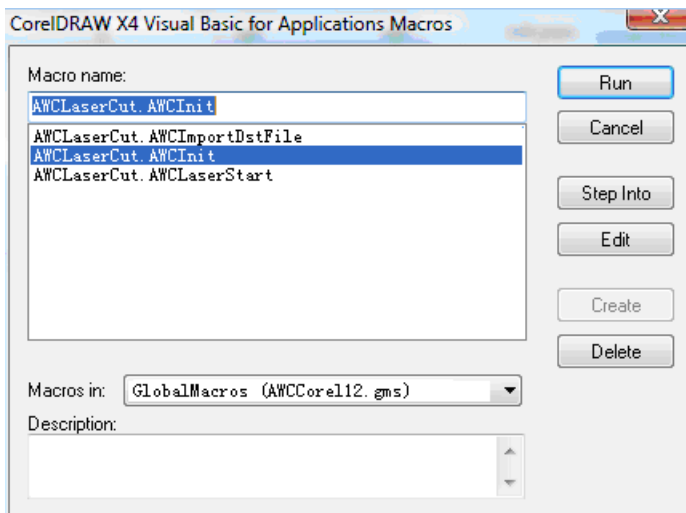 CorelDRAW X4 Visual Basic for Applications Macros
Macro name:
AWCLaserCut.AWCInit
AWCLaserCut.AWCImportDstFile
AWCLaserCut.AWCInit
AWCLaserCut.AWCLaserStart
Run
Cancel
Step Into
Edit
Create
Delete
Macros in:
GlobalMacros (AWCCorel12.gms)
Description: